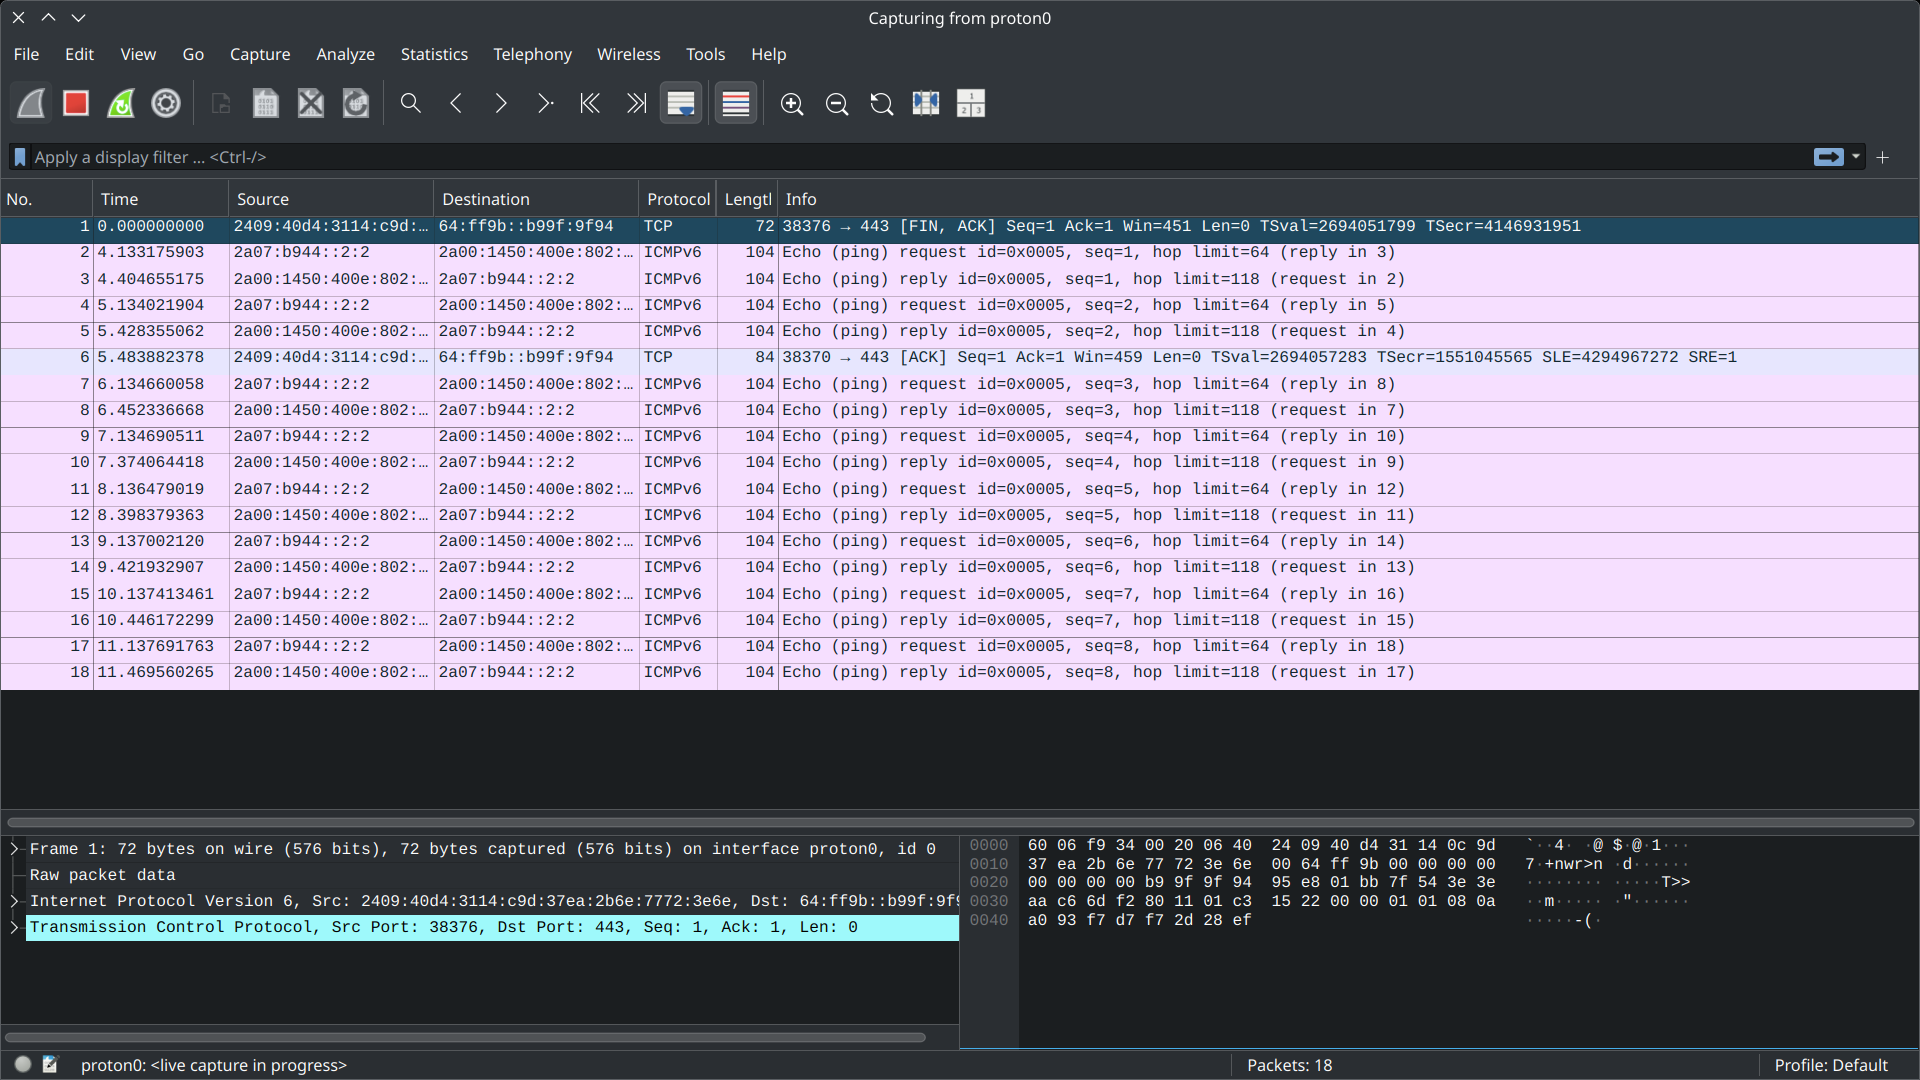 Capturing from proton0
File Edit View Go Capture Analyze Statistics Telephony Wireless Tools Help
Apply a display filter ... <Ctrl-/>
No. Time Source Destination Protocol Lengtl Info
1 0.000000000 2409:40d4:3114:c9d:… 64:ff9b::b99f:9f94 TCP 72 38376 → 443 [FIN, ACK] Seq=1 Ack=1 Win=451 Len=0 TSval=2694051799 TSecr=4146931951
2 4.133175903 2a07:b944::2:2 2a00:1450:400e:802:… ICMPv6 104 Echo (ping) request id=0x0005, seq=1, hop limit=64 (reply in 3)
3 4.404655175 2a00:1450:400e:802:… 2a07:b944::2:2 ICMPv6 104 Echo (ping) reply id=0x0005, seq=1, hop limit=118 (request in 2)
4 5.134021904 2a07:b944::2:2 2a00:1450:400e:802:… ICMPv6 104 Echo (ping) request id=0x0005, seq=2, hop limit=64 (reply in 5)
5 5.428355062 2a00:1450:400e:802:… 2a07:b944::2:2 ICMPv6 104 Echo (ping) reply id=0x0005, seq=2, hop limit=118 (request in 4)
6 5.483882378 2409:40d4:3114:c9d:… 64:ff9b::b99f:9f94 TCP 84 38370 → 443 [ACK] Seq=1 Ack=1 Win=459 Len=0 TSval=2694057283 TSecr=1551045565 SLE=4294967272 SRE=1
7 6.134660058 2a07:b944::2:2 2a00:1450:400e:802:… ICMPv6 104 Echo (ping) request id=0x0005, seq=3, hop limit=64 (reply in 8)
8 6.452336668 2a00:1450:400e:802:… 2a07:b944::2:2 ICMPv6 104 Echo (ping) reply id=0x0005, seq=3, hop limit=118 (request in 7)
9 7.134690511 2a07:b944::2:2 2a00:1450:400e:802:… ICMPv6 104 Echo (ping) request id=0x0005, seq=4, hop limit=64 (reply in 10)
10 7.374064418 2a00:1450:400e:802:… 2a07:b944::2:2 ICMPv6 104 Echo (ping) reply id=0x0005, seq=4, hop limit=118 (request in 9)
11 8.136479019 2a07:b944::2:2 2a00:1450:400e:802:… ICMPv6 104 Echo (ping) request id=0x0005, seq=5, hop limit=64 (reply in 12)
12 8.398379363 2a00:1450:400e:802:… 2a07:b944::2:2 ICMPv6 104 Echo (ping) reply id=0x0005, seq=5, hop limit=118 (request in 11)
13 9.137002120 2a07:b944::2:2 2a00:1450:400e:802:… ICMPv6 104 Echo (ping) request id=0x0005, seq=6, hop limit=64 (reply in 14)
14 9.421932907 2a00:1450:400e:802:… 2a07:b944::2:2 ICMPv6 104 Echo (ping) reply id=0x0005, seq=6, hop limit=118 (request in 13)
15 10.137413461 2a07:b944::2:2 2a00:1450:400e:802:… ICMPv6 104 Echo (ping) request id=0x0005, seq=7, hop limit=64 (reply in 16)
16 10.446172299 2a00:1450:400e:802:… 2a07:b944::2:2 ICMPv6 104 Echo (ping) reply id=0x0005, seq=7, hop limit=118 (request in 15)
17 11.137691763 2a07:b944::2:2 2a00:1450:400e:802:… ICMPv6 104 Echo (ping) request id=0x0005, seq=8, hop limit=64 (reply in 18)
18 11.469560265 2a00:1450:400e:802:… 2a07:b944::2:2 ICMPv6 104 Echo (ping) reply id=0x0005, seq=8, hop limit=118 (request in 17)
Frame 1: 72 bytes on wire (576 bits), 72 bytes captured (576 bits) on interface proton0, id 0
Raw packet data
Internet Protocol Version 6, Src: 2409:40d4:3114:c9d:37ea:2b6e:7772:3e6e, Dst: 64:ff9b::b99f:9f9
Transmission Control Protocol, Src Port: 38376, Dst Port: 443, Seq: 1, Ack: 1, Len: 0
0000 60 06 f9 34 00 20 06 40 24 09 40 d4 31 14 0c 9d `··4· ·@ $·@·1···
0010 37 ea 2b 6e 77 72 3e 6e 00 64 ff 9b 00 00 00 00 7·+nwr>n ·d······
0020 00 00 00 00 b9 9f 9f 94 95 e8 01 bb 7f 54 3e 3e ········ ·····T>>
0030 aa c6 6d f2 80 11 01 c3 15 22 00 00 01 01 08 0a ··m····· ·"······
0040 a0 93 f7 d7 f7 2d 28 ef ·····-(·
proton0: <live capture in progress> Packets: 18 Profile: Default